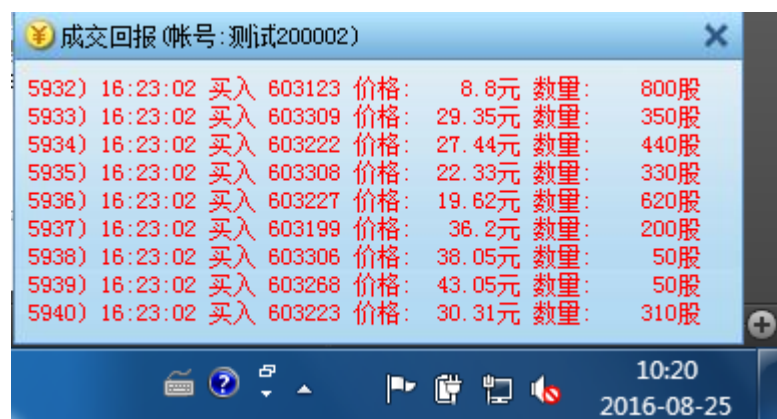 成交回报(帐号:测试200002)
5932) 16:23:02 买入 603123 价格: 8.8元 数量: 800股
5933) 16:23:02 买入 603309 价格: 29.35元 数量: 350股
5934) 16:23:02 买入 603222 价格: 27.44元 数量: 440股
5935) 16:23:02 买入 603308 价格: 22.33元 数量: 330股
5936) 16:23:02 买入 603227 价格: 19.62元 数量: 620股
5937) 16:23:02 买入 603199 价格: 36.2元 数量: 200股
5938) 16:23:02 买入 603306 价格: 38.05元 数量: 50股
5939) 16:23:02 买入 603268 价格: 43.05元 数量: 50股
5940) 16:23:02 买入 603223 价格: 30.31元 数量: 310股
10:20
2016-08-25